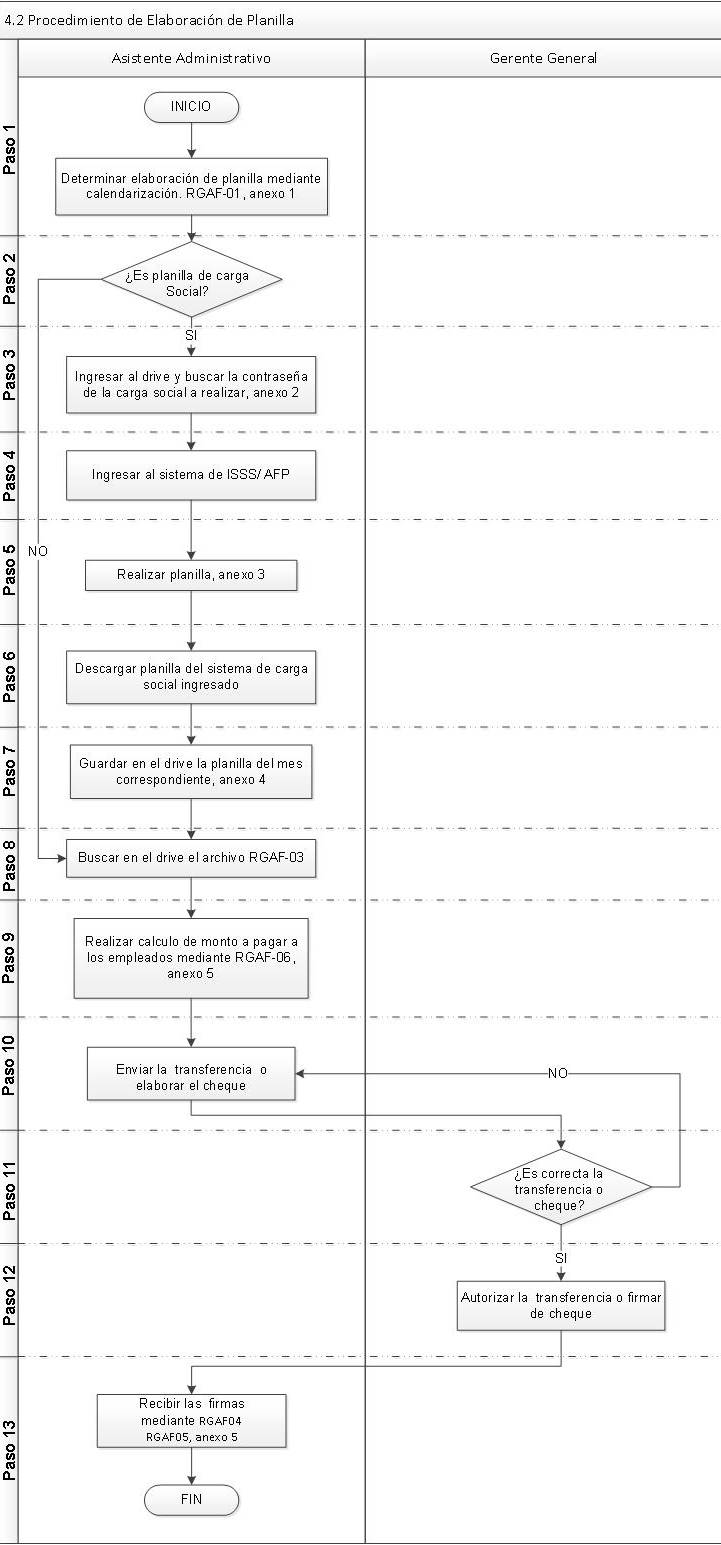 4.2 Procedimiento de Elaboración de Planilla
Asistente Administrativo
Gerente General
Paso 1
INICIO
Determinar elaboración de planilla mediante
calendarización. RGAF-01, anexo 1
Paso 2
¿Es planilla de carga
Social?
SI
Paso 3
Ingresar al drive y buscar la contraseña
de la carga social a realizar, anexo 2
Paso 4
Ingresar al sistema de ISSS/ AFP
Paso 5
NO
Realizar planilla, anexo 3
Paso 6
Descargar planilla del sistema de carga
social ingresado
Paso 7
Guardar en el drive la planilla del mes
correspondiente, anexo 4
Paso 8
Buscar en el drive el archivo RGAF-03
Paso 9
Realizar calculo de monto a pagar a
los empleados mediante RGAF-06,
anexo 5
Paso 10
Enviar la transferencia o
elaborar el cheque
NO
Paso 11
¿Es correcta la
transferencia o
cheque?
SI
Paso 12
Autorizar la transferencia o firmar
de cheque
Paso 13
Recibir las firmas
mediante RGAF04
RGAF05, anexo 5
FIN